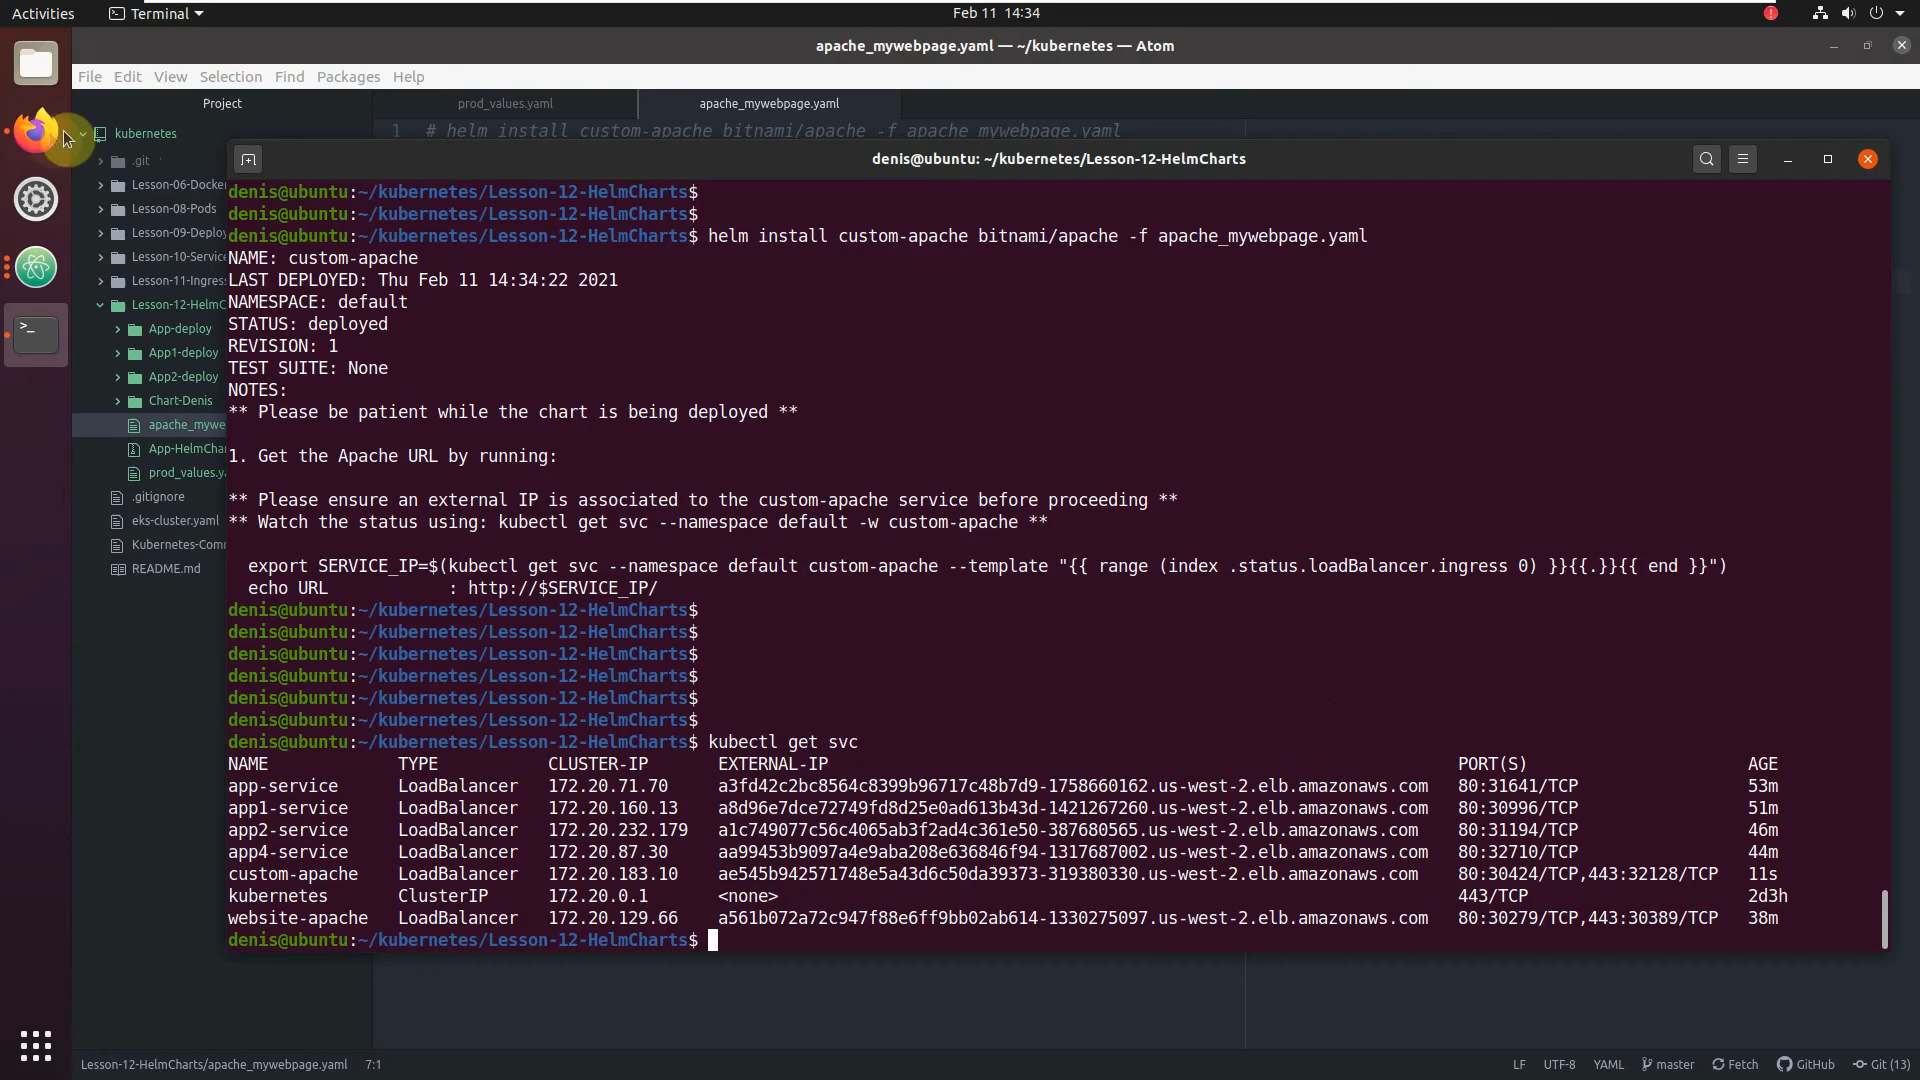 Activities Terminal Feb 11 14:34
apache_mywebpage.yaml — ~/kubernetes — Atom
File Edit View Selection Find Packages Help
Project prod_values.yaml apache_mywebpage.yaml
kubernetes
1 # helm install custom-apache bitnami/apache -f apache_mywebpage.yaml
.git
Lesson-06-Docke
Lesson-08-Pods
Lesson-09-Deploy
Lesson-10-Service
Lesson-11-Ingres
Lesson-12-HelmC
App-deploy
App1-deploy
App2-deploy
Chart-Denis
apache_mywe
App-HelmChar
prod_values.ya
.gitignore
eks-cluster.yaml
Kubernetes-Com
README.md
denis@ubuntu: ~/kubernetes/Lesson-12-HelmCharts
denis@ubuntu:~/kubernetes/Lesson-12-HelmCharts$
denis@ubuntu:~/kubernetes/Lesson-12-HelmCharts$
denis@ubuntu:~/kubernetes/Lesson-12-HelmCharts$ helm install custom-apache bitnami/apache -f apache_mywebpage.yaml
NAME: custom-apache
LAST DEPLOYED: Thu Feb 11 14:34:22 2021
NAMESPACE: default
STATUS: deployed
REVISION: 1
TEST SUITE: None
NOTES:
** Please be patient while the chart is being deployed **
1. Get the Apache URL by running:
** Please ensure an external IP is associated to the custom-apache service before proceeding **
** Watch the status using: kubectl get svc --namespace default -w custom-apache **
export SERVICE_IP=$(kubectl get svc --namespace default custom-apache --template "{{ range (index .status.loadBalancer.ingress 0) }}{{.}}{{ end }}")
echo URL : http://$SERVICE_IP/
denis@ubuntu:~/kubernetes/Lesson-12-HelmCharts$
denis@ubuntu:~/kubernetes/Lesson-12-HelmCharts$
denis@ubuntu:~/kubernetes/Lesson-12-HelmCharts$
denis@ubuntu:~/kubernetes/Lesson-12-HelmCharts$
denis@ubuntu:~/kubernetes/Lesson-12-HelmCharts$
denis@ubuntu:~/kubernetes/Lesson-12-HelmCharts$
denis@ubuntu:~/kubernetes/Lesson-12-HelmCharts$ kubectl get svc
NAME TYPE CLUSTER-IP EXTERNAL-IP PORT(S) AGE
app-service LoadBalancer 172.20.71.70 a3fd42c2bc8564c8399b96717c48b7d9-1758660162.us-west-2.elb.amazonaws.com 80:31641/TCP 53m
app1-service LoadBalancer 172.20.160.13 a8d96e7dce72749fd8d25e0ad613b43d-1421267260.us-west-2.elb.amazonaws.com 80:30996/TCP 51m
app2-service LoadBalancer 172.20.232.179 a1c749077c56c4065ab3f2ad4c361e50-387680565.us-west-2.elb.amazonaws.com 80:31194/TCP 46m
app4-service LoadBalancer 172.20.87.30 aa99453b9097a4e9aba208e636846f94-1317687002.us-west-2.elb.amazonaws.com 80:32710/TCP 44m
custom-apache LoadBalancer 172.20.183.10 ae545b942571748e5a43d6c50da39373-319380330.us-west-2.elb.amazonaws.com 80:30424/TCP,443:32128/TCP 11s
kubernetes ClusterIP 172.20.0.1 <none> 443/TCP 2d3h
website-apache LoadBalancer 172.20.129.66 a561b072a72c947f88e6ff9bb02ab614-1330275097.us-west-2.elb.amazonaws.com 80:30279/TCP,443:30389/TCP 38m
denis@ubuntu:~/kubernetes/Lesson-12-HelmCharts$
Lesson-12-HelmCharts/apache_mywebpage.yaml 7:1 LF UTF-8 YAML master Fetch GitHub Git (13)